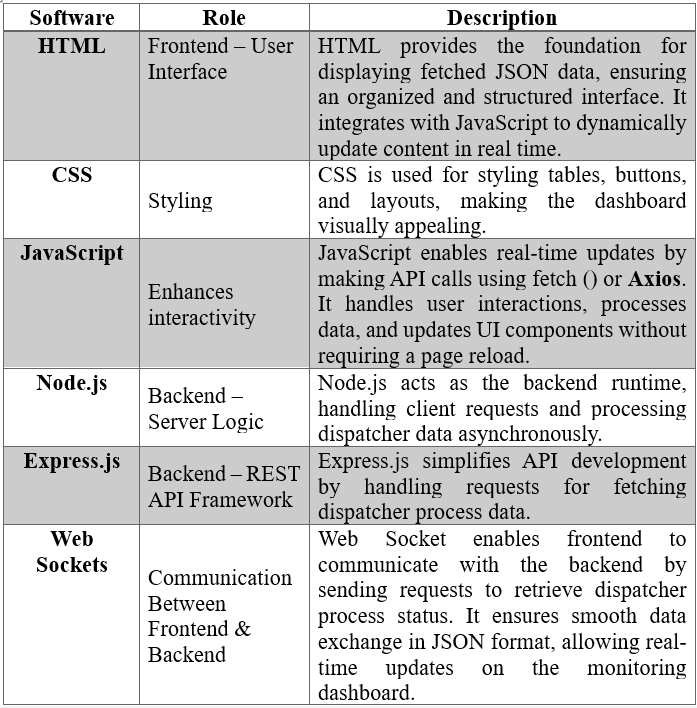 Software Role Description
HTML Frontend – User HTML provides the foundation for
Interface displaying fetched JSON data, ensuring
an organized and structured interface. It
integrates with JavaScript to dynamically
update content in real time.
CSS CSS is used for styling tables, buttons,
Styling and layouts, making the dashboard
visually appealing.
JavaScript JavaScript enables real-time updates by
making API calls using fetch () or Axios.
Enhances It handles user interactions, processes
interactivity data, and updates UI components without
requiring a page reload.
Node.js Node.js acts as the backend runtime,
Backend – handling client requests and processing
Server Logic dispatcher data asynchronously.
Express.js Express.js simplifies API development
Backend – REST by handling requests for fetching
API Framework dispatcher process data.
Web Web Socket enables frontend to
Sockets communicate with the backend by
Communication sending requests to retrieve dispatcher
Between process status. It ensures smooth data
Frontend & exchange in JSON format, allowing real-
Backend time updates on the monitoring
dashboard.